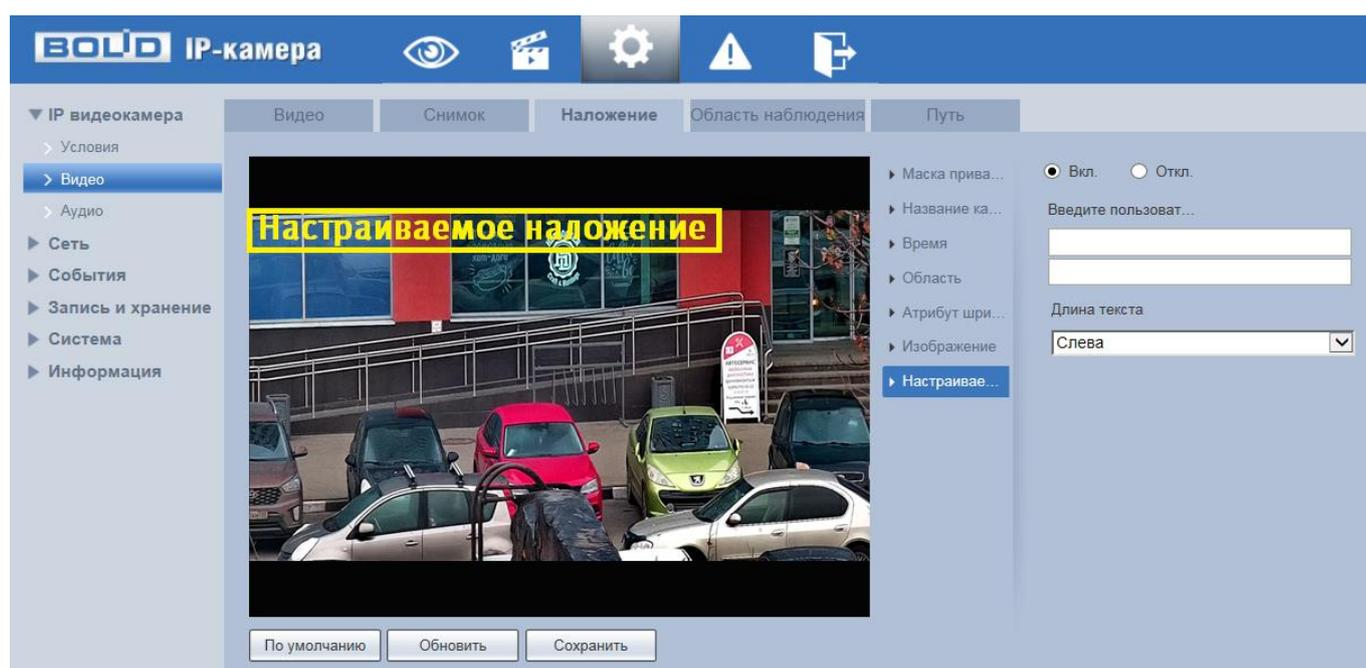 BOLID IP-камера
IP видеокамера
Условия
Видео
Аудио
Сеть
События
Запись и хранение
Система
Информация
Видео
Снимок
Наложение
Область наблюдения
Путь
Настраиваемое наложение
АВТОСЕРВИС
Маска прива...
Название ка...
Время
Область
Атрибут шри...
Изображение
Настраивае...
Вкл.
Откл.
Введите пользоват...
Длина текста
Слева
По умолчанию
Обновить
Сохранить